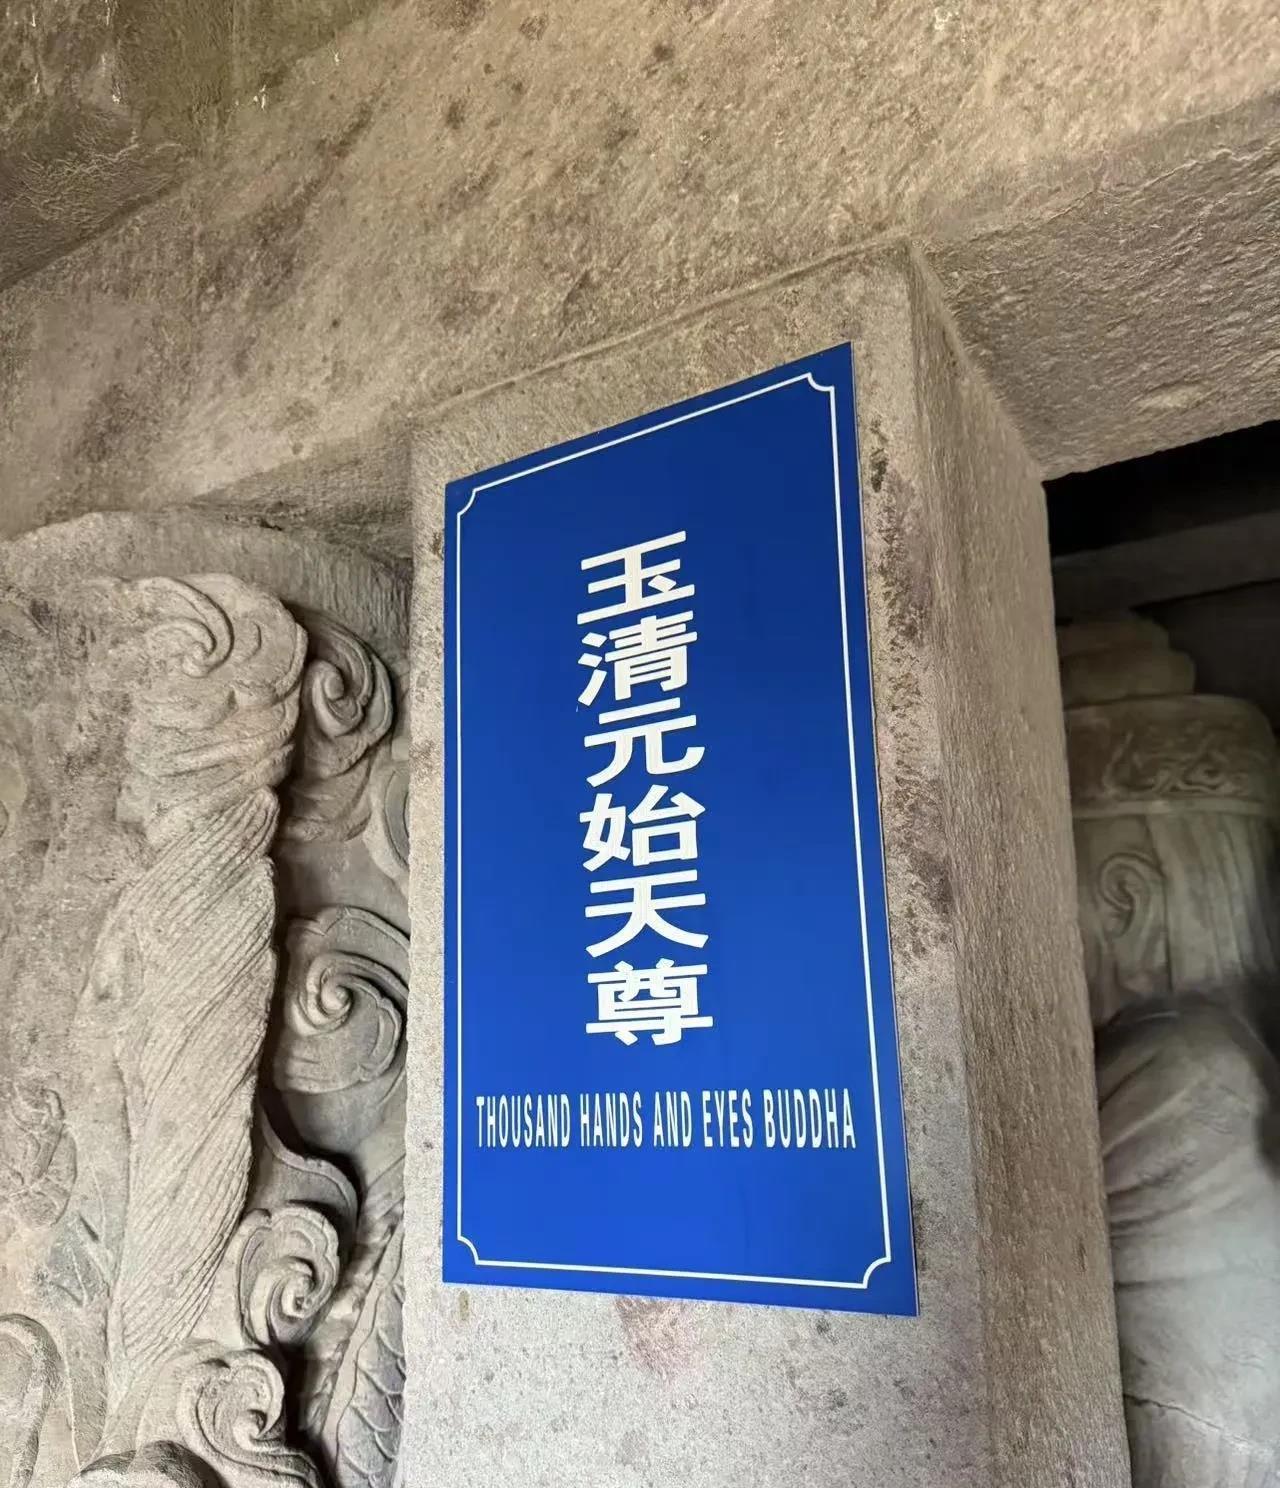 玉清元始天尊
THOUSAND HANDS AND EYES BUDDHA